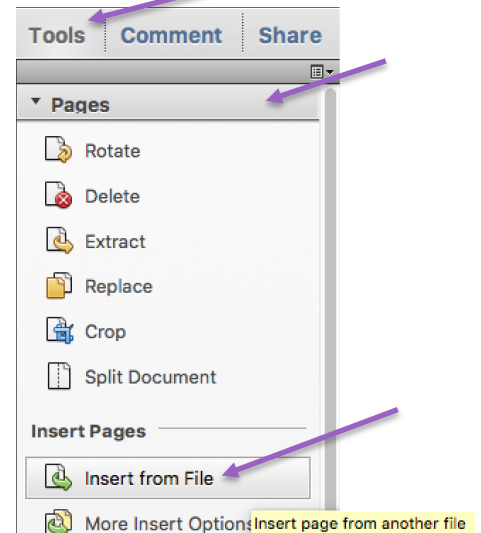 Tools Comment Share
Pages
Rotate
Delete
Extract
Replace
Crop
Split Document
Insert Pages
Insert from File
More Insert Options
Insert page from another file